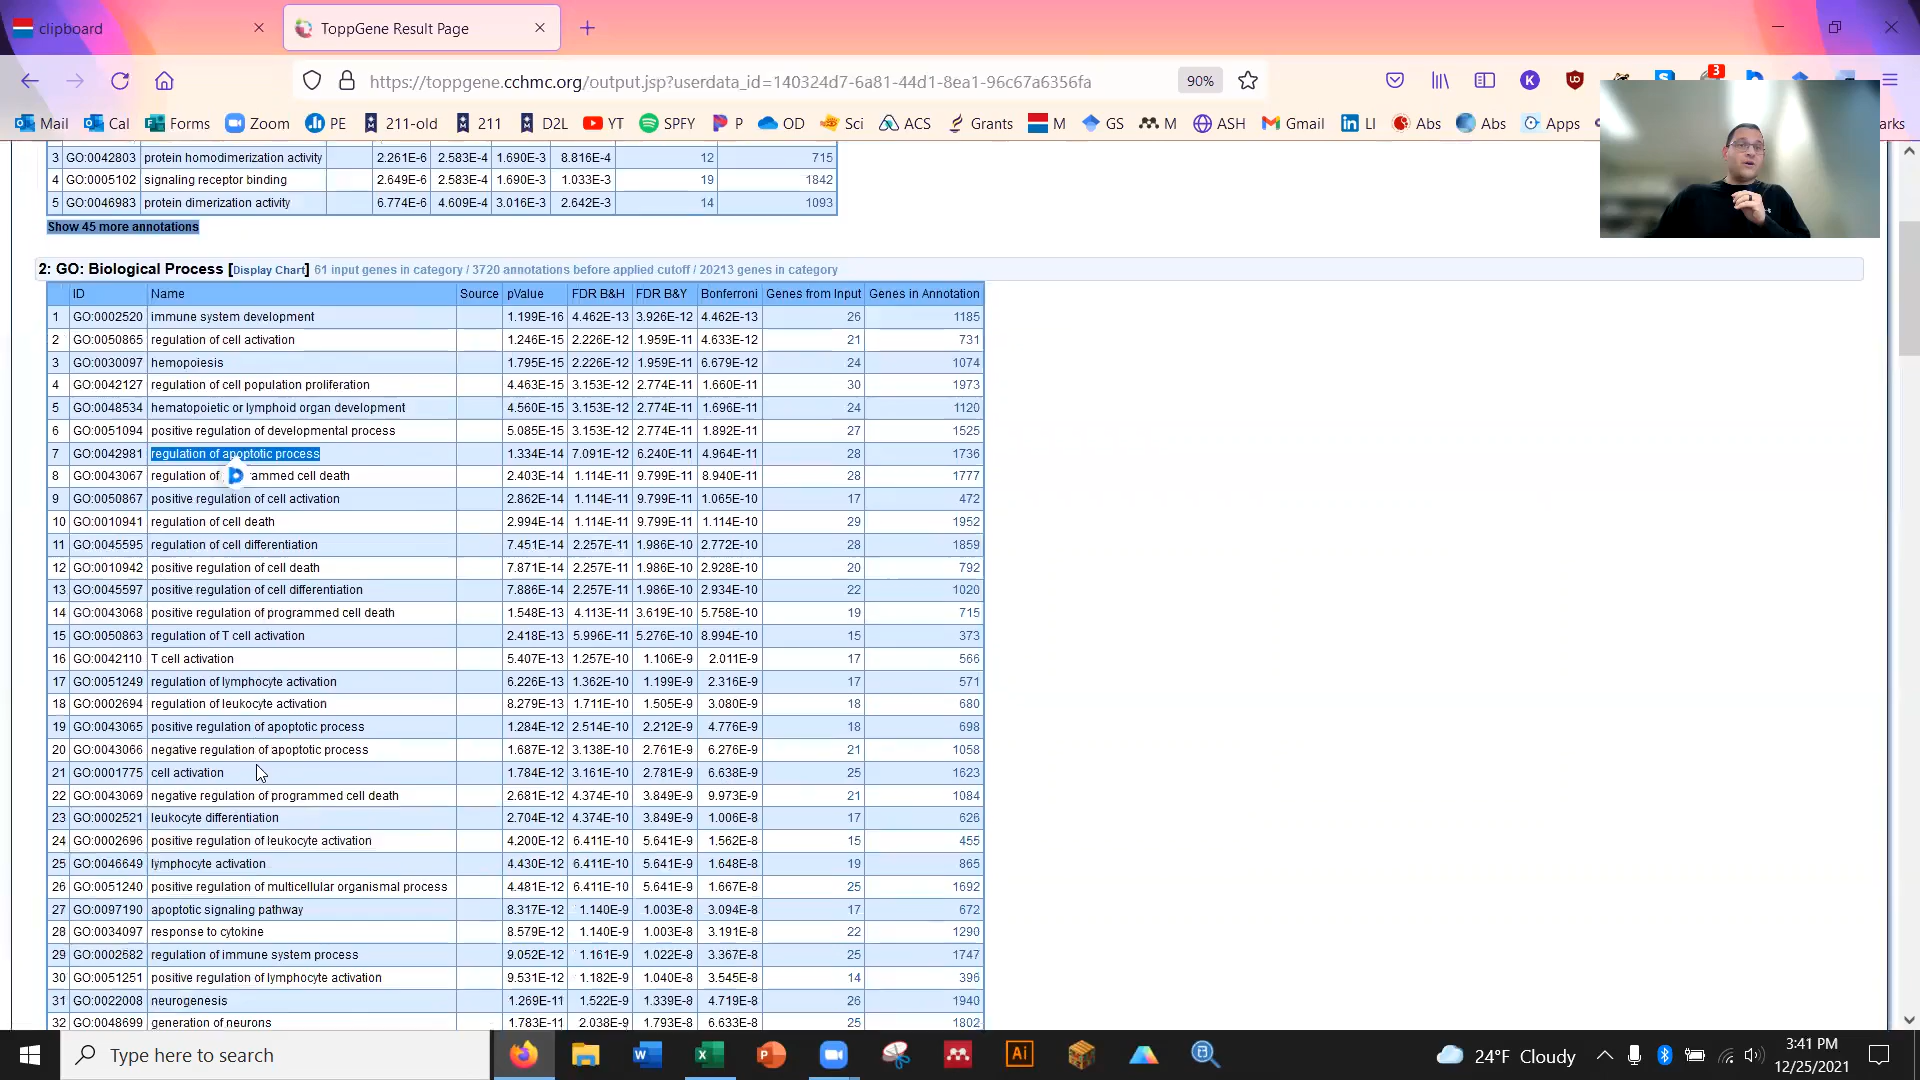 clipboard
ToppGene Result Page
https://toppgene.cchmc.org/output.jsp?userdata_id=140324d7-6a81-44d1-8ea1-96c67a6356fa 90% K 3
Mail Cal Forms Zoom PE 211-old 211 D2L YT SPFY P OD Sci ACS Grants M GS M ASH Gmail LI Abs Abs Apps
3 GO:0042803 protein homodimerization activity 2.261E-6 2.583E-4 1.690E-3 8.816E-4 12 715
4 GO:0005102 signaling receptor binding 2.649E-6 2.583E-4 1.690E-3 1.033E-3 19 1842
5 GO:0046983 protein dimerization activity 6.774E-6 4.609E-4 3.016E-3 2.642E-3 14 1093
Show 45 more annotations
2: GO: Biological Process [Display Chart] 61 input genes in category / 3720 annotations before applied cutoff / 20213 genes in category
ID Name Source pValue FDR B&H FDR B&Y Bonferroni Genes from Input Genes in Annotation
1 GO:0002520 immune system development 1.199E-16 4.462E-13 3.926E-12 4.462E-13 26 1185
2 GO:0050865 regulation of cell activation 1.246E-15 2.226E-12 1.959E-11 4.633E-12 21 731
3 GO:0030097 hemopoiesis 1.795E-15 2.226E-12 1.959E-11 6.679E-12 24 1074
4 GO:0042127 regulation of cell population proliferation 4.463E-15 3.153E-12 2.774E-11 1.660E-11 30 1973
5 GO:0048534 hematopoietic or lymphoid organ development 4.560E-15 3.153E-12 2.774E-11 1.696E-11 24 1120
6 GO:0051094 positive regulation of developmental process 5.085E-15 3.153E-12 2.774E-11 1.892E-11 27 1525
7 GO:0042981 regulation of apoptotic process 1.334E-14 7.091E-12 6.240E-11 4.964E-11 28 1736
8 GO:0043067 regulation of rammed cell death 2.403E-14 1.114E-11 9.799E-11 8.940E-11 28 1777
9 GO:0050867 positive regulation of cell activation 2.862E-14 1.114E-11 9.799E-11 1.065E-10 17 472
10 GO:0010941 regulation of cell death 2.994E-14 1.114E-11 9.799E-11 1.114E-10 29 1952
11 GO:0045595 regulation of cell differentiation 7.451E-14 2.257E-11 1.986E-10 2.772E-10 28 1859
12 GO:0010942 positive regulation of cell death 7.871E-14 2.257E-11 1.986E-10 2.928E-10 20 792
13 GO:0045597 positive regulation of cell differentiation 7.886E-14 2.257E-11 1.986E-10 2.934E-10 22 1020
14 GO:0043068 positive regulation of programmed cell death 1.548E-13 4.113E-11 3.619E-10 5.758E-10 19 715
15 GO:0050863 regulation of T cell activation 2.418E-13 5.996E-11 5.276E-10 8.994E-10 15 373
16 GO:0042110 T cell activation 5.407E-13 1.257E-10 1.106E-9 2.011E-9 17 566
17 GO:0051249 regulation of lymphocyte activation 6.226E-13 1.362E-10 1.199E-9 2.316E-9 17 571
18 GO:0002694 regulation of leukocyte activation 8.279E-13 1.711E-10 1.505E-9 3.080E-9 18 680
19 GO:0043065 positive regulation of apoptotic process 1.284E-12 2.514E-10 2.212E-9 4.776E-9 18 698
20 GO:0043066 negative regulation of apoptotic process 1.687E-12 3.138E-10 2.761E-9 6.276E-9 21 1058
21 GO:0001775 cell activation 1.784E-12 3.161E-10 2.781E-9 6.638E-9 25 1623
22 GO:0043069 negative regulation of programmed cell death 2.681E-12 4.374E-10 3.849E-9 9.973E-9 21 1084
23 GO:0002521 leukocyte differentiation 2.704E-12 4.374E-10 3.849E-9 1.006E-8 17 626
24 GO:0002696 positive regulation of leukocyte activation 4.200E-12 6.411E-10 5.641E-9 1.562E-8 15 455
25 GO:0046649 lymphocyte activation 4.430E-12 6.411E-10 5.641E-9 1.648E-8 19 865
26 GO:0051240 positive regulation of multicellular organismal process 4.481E-12 6.411E-10 5.641E-9 1.667E-8 25 1692
27 GO:0097190 apoptotic signaling pathway 8.317E-12 1.140E-9 1.003E-8 3.094E-8 17 672
28 GO:0034097 response to cytokine 8.579E-12 1.140E-9 1.003E-8 3.191E-8 22 1290
29 GO:0002682 regulation of immune system process 9.052E-12 1.161E-9 1.022E-8 3.367E-8 25 1747
30 GO:0051251 positive regulation of lymphocyte activation 9.531E-12 1.182E-9 1.040E-8 3.545E-8 14 396
31 GO:0022008 neurogenesis 1.269E-11 1.522E-9 1.339E-8 4.719E-8 26 1940
32 GO:0048699 generation of neurons 1.783E-11 2.038E-9 1.793E-8 6.633E-8 25 1802
Type here to search 24°F Cloudy 3:41 PM
12/25/2021